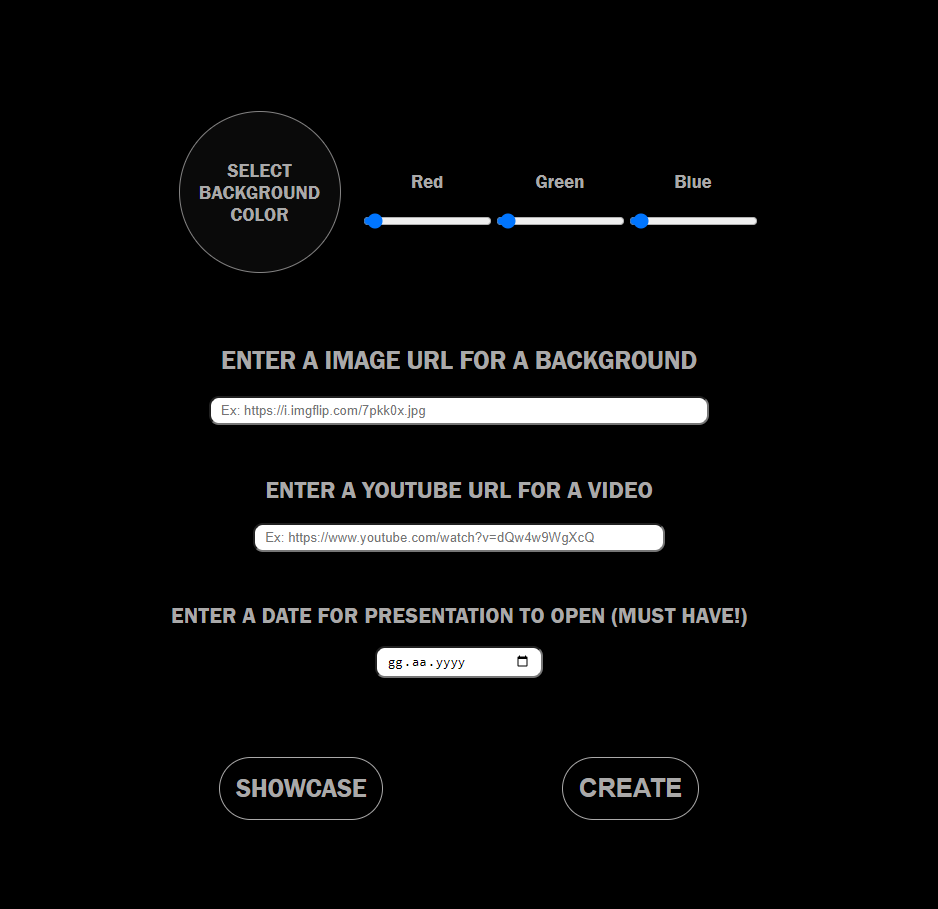 SELECT
BACKGROUND
COLOR
Red
Green
Blue
ENTER A IMAGE URL FOR A BACKGROUND
Ex: https://i.imgflip.com/7pkk0x.jpg
ENTER A YOUTUBE URL FOR A VIDEO
Ex: https://www.youtube.com/watch?v=dQw4w9WgXcQ
ENTER A DATE FOR PRESENTATION TO OPEN (MUST HAVE!)
gg.aa.yyyy
SHOWCASE
CREATE